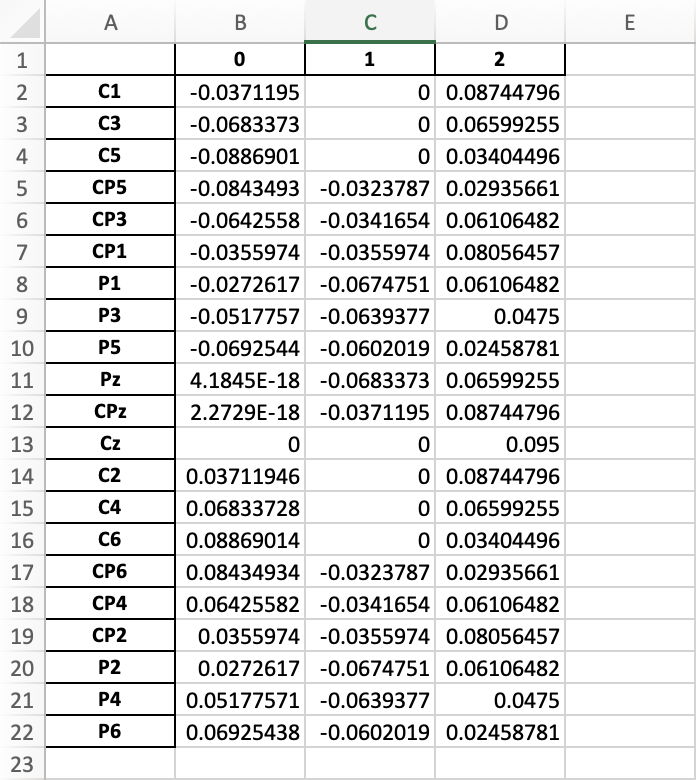 A B C D E
1 0 1 2
2 C1 -0.0371195 0 0.08744796
3 C3 -0.0683373 0 0.06599255
4 C5 -0.0886901 0 0.03404496
5 CP5 -0.0843493 -0.0323787 0.02935661
6 CP3 -0.0642558 -0.0341654 0.06106482
7 CP1 -0.0355974 -0.0355974 0.08056457
8 P1 -0.0272617 -0.0674751 0.06106482
9 P3 -0.0517757 -0.0639377 0.0475
10 P5 -0.0692544 -0.0602019 0.02458781
11 Pz 4.1845E-18 -0.0683373 0.06599255
12 CPz 2.2729E-18 -0.0371195 0.08744796
13 Cz 0 0 0.095
14 C2 0.03711946 0 0.08744796
15 C4 0.06833728 0 0.06599255
16 C6 0.08869014 0 0.03404496
17 CP6 0.08434934 -0.0323787 0.02935661
18 CP4 0.06425582 -0.0341654 0.06106482
19 CP2 0.0355974 -0.0355974 0.08056457
20 P2 0.0272617 -0.0674751 0.06106482
21 P4 0.05177571 -0.0639377 0.0475
22 P6 0.06925438 -0.0602019 0.02458781
23